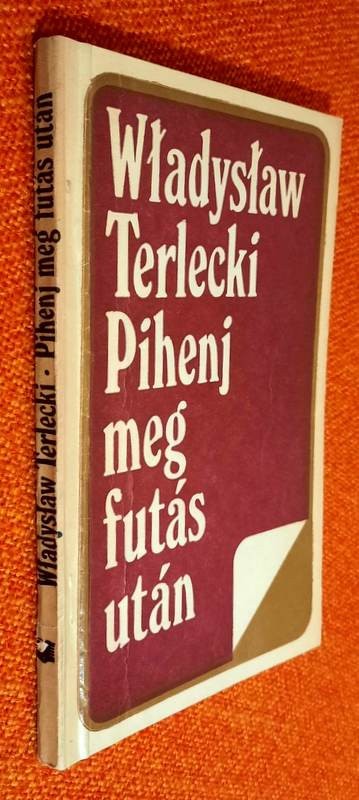 Władysław
Terlecki
Pihenj
meg
futás
után
Władysław Terlecki · Pihenj meg futás után